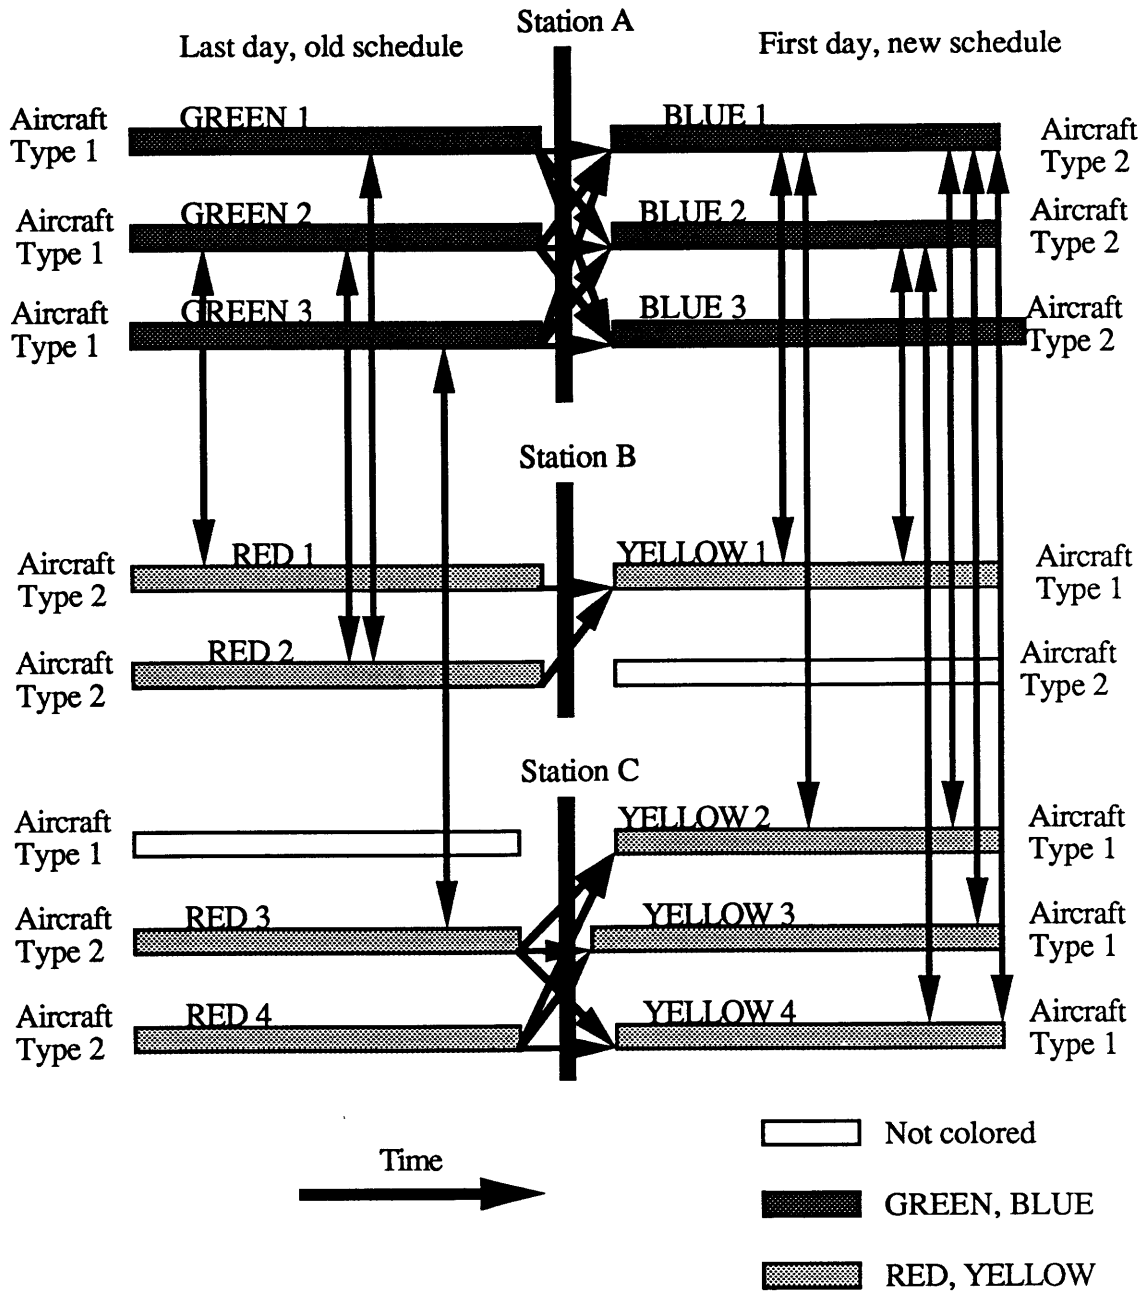 Station A
Last day, old schedule
First day, new schedule
Aircraft
Type 1
GREEN 1
BLUE 1
Aircraft
Type 2
Aircraft
Type 1
GREEN 2
BLUE 2
Aircraft
Type 2
Aircraft
Type 1
GREEN 3
BLUE 3
Aircraft
Type 2
Station B
Aircraft
Type 2
RED 1
YELLOW 1
Aircraft
Type 1
Aircraft
Type 2
RED 2
Aircraft
Type 2
Station C
Aircraft
Type 1
YELLOW 2
Aircraft
Type 1
Aircraft
Type 2
RED 3
YELLOW 3
Aircraft
Type 1
Aircraft
Type 2
RED 4
YELLOW 4
Aircraft
Type 1
Time
Not colored
GREEN, BLUE
RED, YELLOW